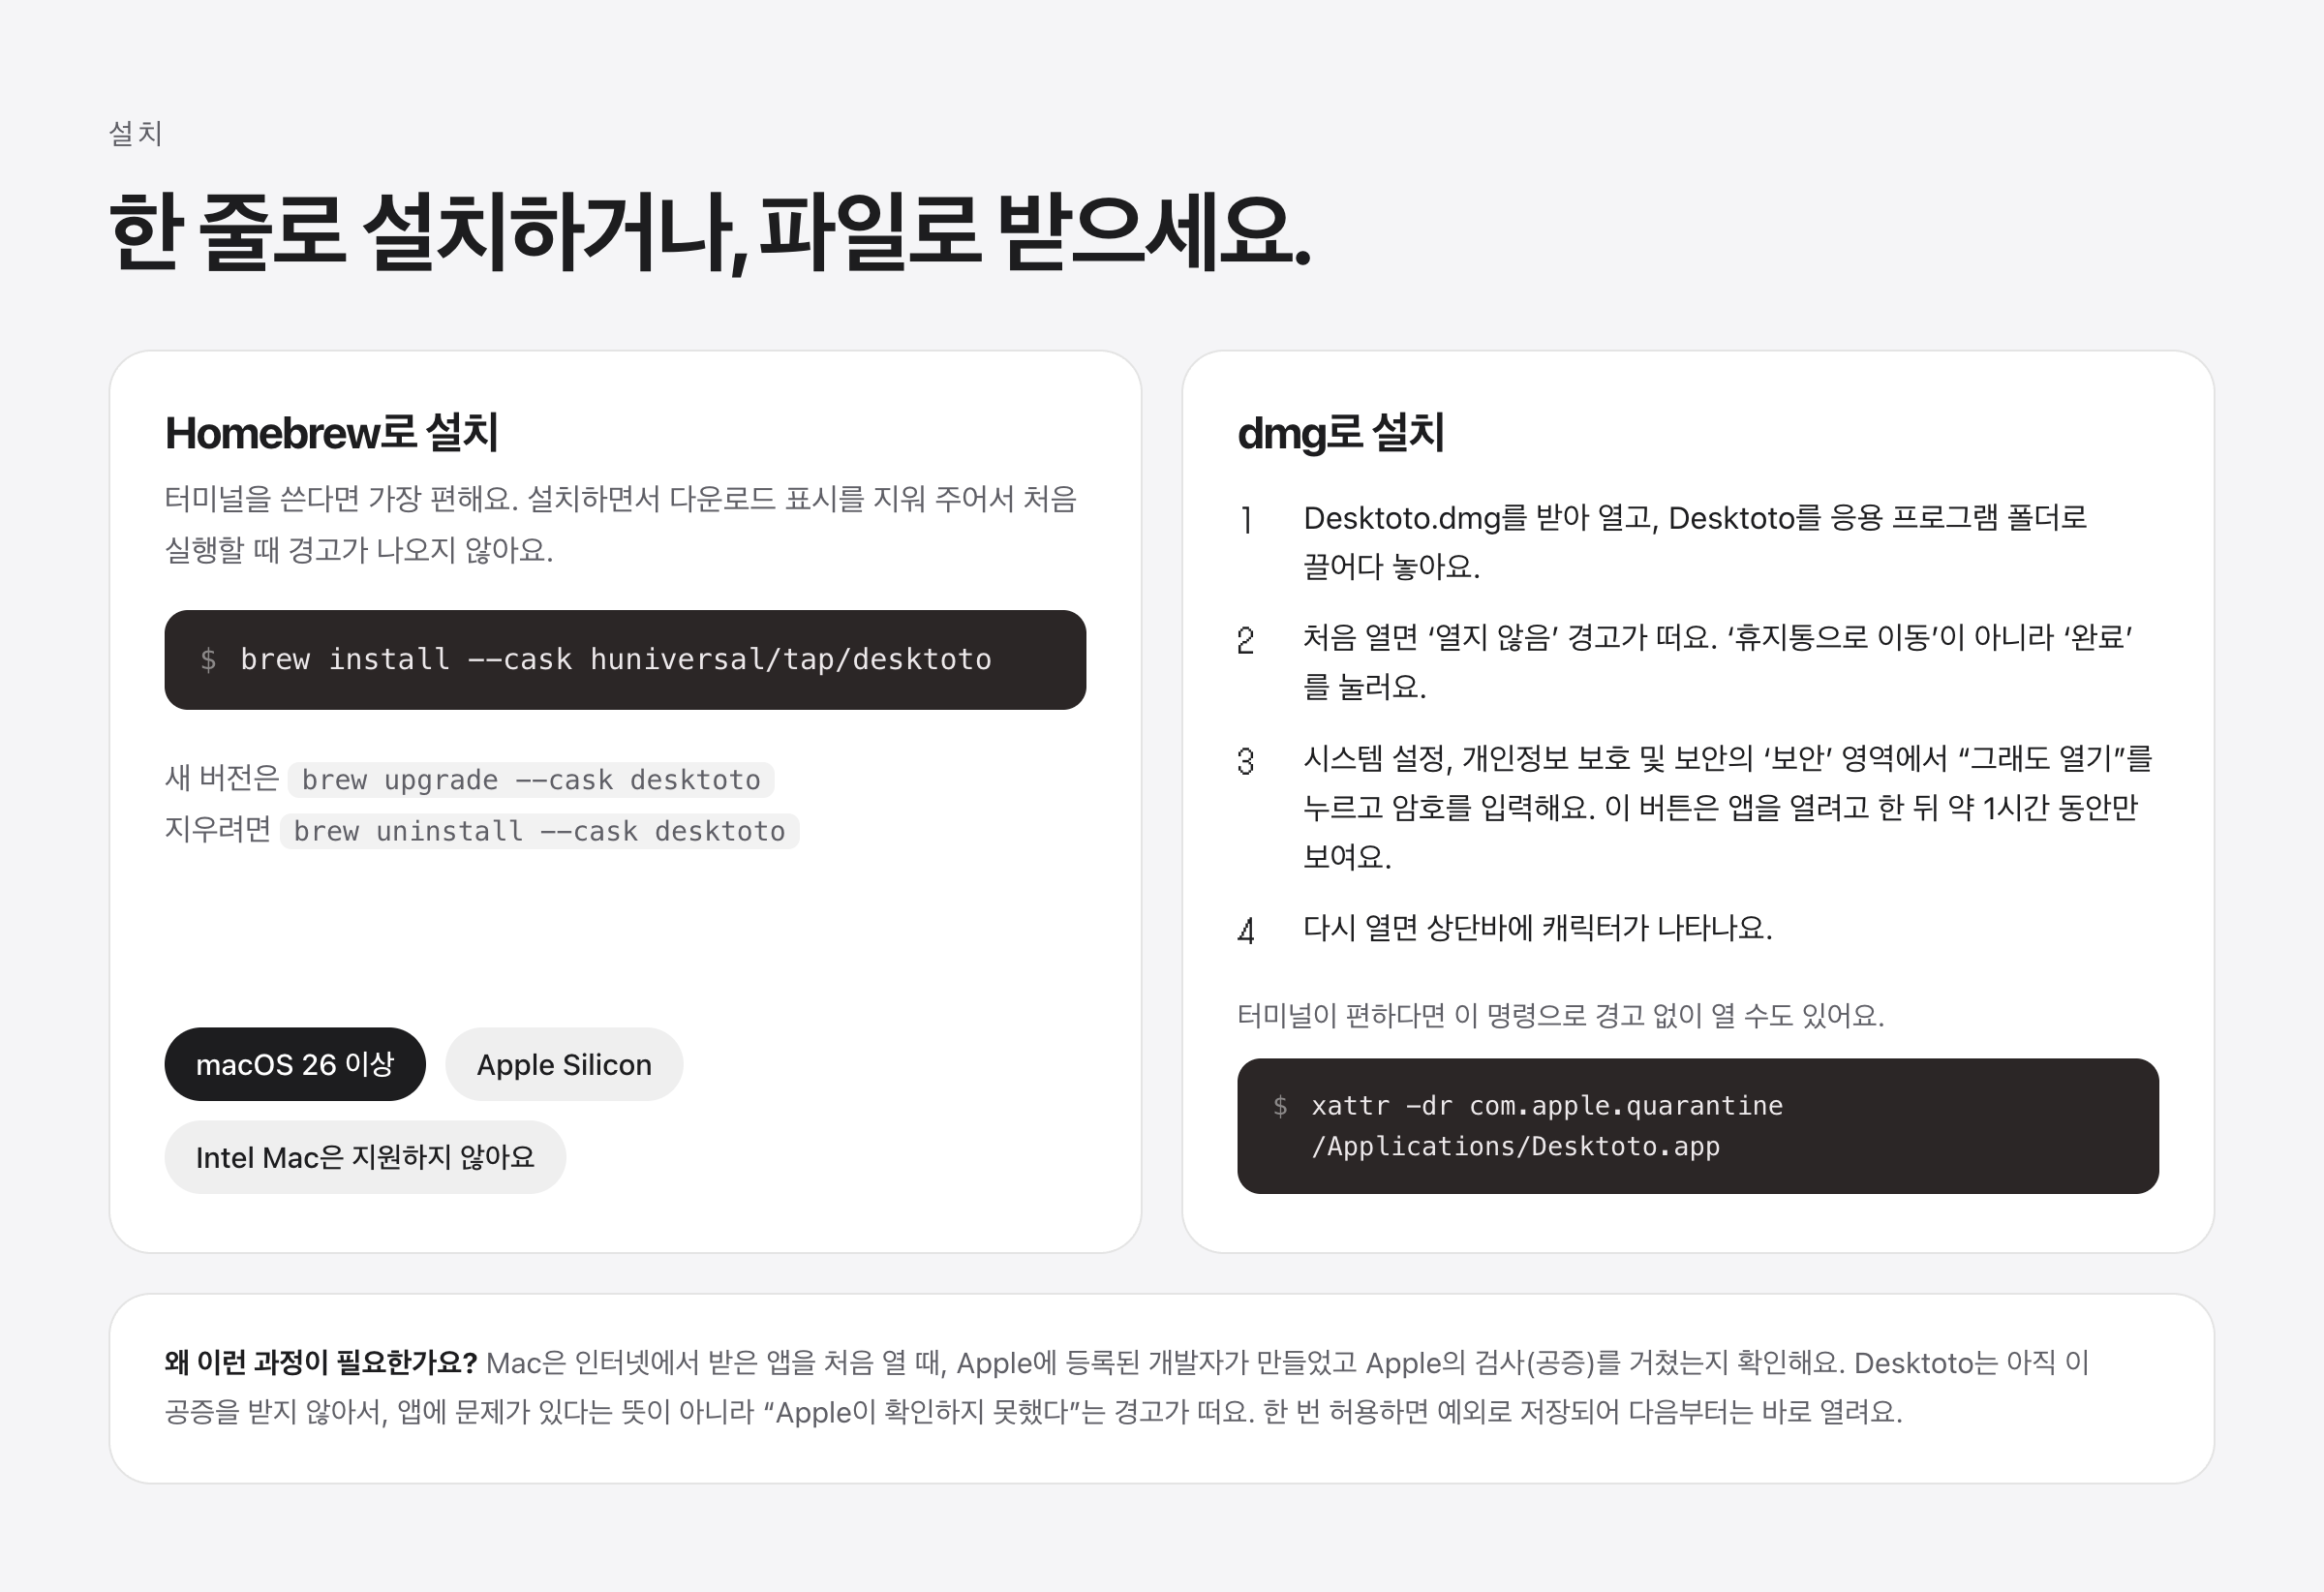 설치
한 줄로 설치하거나, 파일로 받으세요.
Homebrew로 설치
터미널을 쓴다면 가장 편해요. 설치하면서 다운로드 표시를 지워 주어서 처음
실행할 때 경고가 나오지 않아요.
$ brew install --cask huniversal/tap/desktoto
새 버전은 brew upgrade --cask desktoto
지우려면 brew uninstall --cask desktoto
macOS 26 이상
Apple Silicon
Intel Mac은 지원하지 않아요
dmg로 설치
1 Desktoto.dmg를 받아 열고, Desktoto를 응용 프로그램 폴더로
끌어다 놓아요.
2 처음 열면 ‘열지 않음’ 경고가 떠요. ‘휴지통으로 이동’이 아니라 ‘완료’
를 눌러요.
3 시스템 설정, 개인정보 보호 및 보안의 ‘보안’ 영역에서 “그래도 열기”를
누르고 암호를 입력해요. 이 버튼은 앱을 열려고 한 뒤 약 1시간 동안만
보여요.
4 다시 열면 상단바에 캐릭터가 나타나요.
터미널이 편하다면 이 명령으로 경고 없이 열 수도 있어요.
$ xattr -dr com.apple.quarantine
/Applications/Desktoto.app
왜 이런 과정이 필요한가요? Mac은 인터넷에서 받은 앱을 처음 열 때, Apple에 등록된 개발자가 만들었고 Apple의 검사(공증)를 거쳤는지 확인해요. Desktoto는 아직 이
공증을 받지 않아서, 앱에 문제가 있다는 뜻이 아니라 “Apple이 확인하지 못했다”는 경고가 떠요. 한 번 허용하면 예외로 저장되어 다음부터는 바로 열려요.